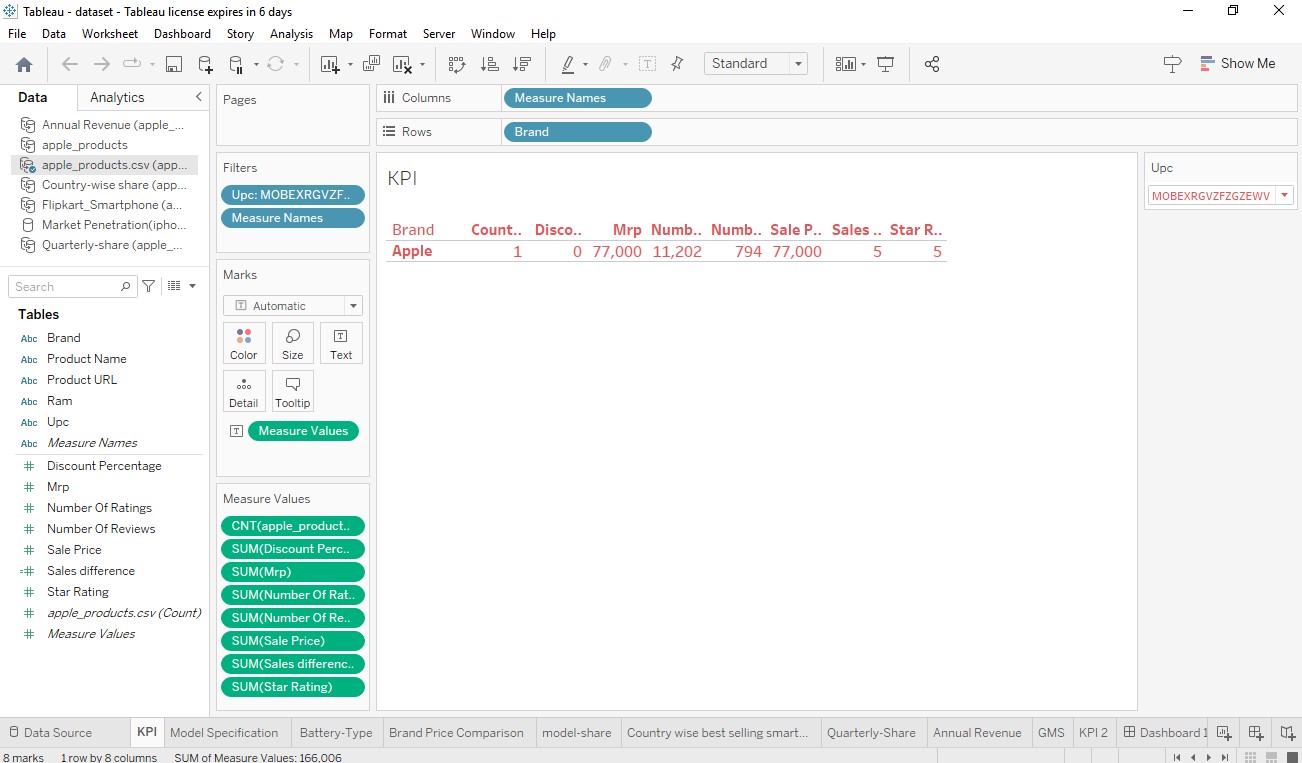 Tableau - dataset - Tableau license expires in 6 days
File Data Worksheet Dashboard Story Analysis Map Format Server Window Help
Standard
Show Me
Data Analytics
Annual Revenue (apple_...
apple_products
apple_products.csv (app...
Country-wise share (app...
Flipkart_Smartphone (a...
Market Penetration(ipho...
Quarterly-share (apple_...
Search
Tables
Abc Brand
Abc Product Name
Abc Product URL
Abc Ram
Abc Upc
Abc Measure Names
# Discount Percentage
# Mrp
# Number Of Ratings
# Number Of Reviews
# Sale Price
=# Sales difference
# Star Rating
# apple_products.csv (Count)
# Measure Values
Pages
Filters
Upc: MOBEXRGVZF..
Measure Names
Marks
T Automatic
Color Size Text
Detail Tooltip
T Measure Values
Measure Values
CNT(apple_product..
SUM(Discount Perc..
SUM(Mrp)
SUM(Number Of Rat..
SUM(Number Of Re..
SUM(Sale Price)
SUM(Sales differenc..
SUM(Star Rating)
Columns Measure Names
Rows Brand
KPI
Brand Count.. Disco.. Mrp Numb.. Numb.. Sale P.. Sales .. Star R..
Apple 1 0 77,000 11,202 794 77,000 5 5
Upc
MOBEXRGVZFZGZEWV
Data Source KPI Model Specification Battery-Type Brand Price Comparison model-share Country wise best selling smart... Quarterly-Share Annual Revenue GMS KPI 2 Dashboard 1
8 marks 1 row by 8 columns SUM of Measure Values: 166,006